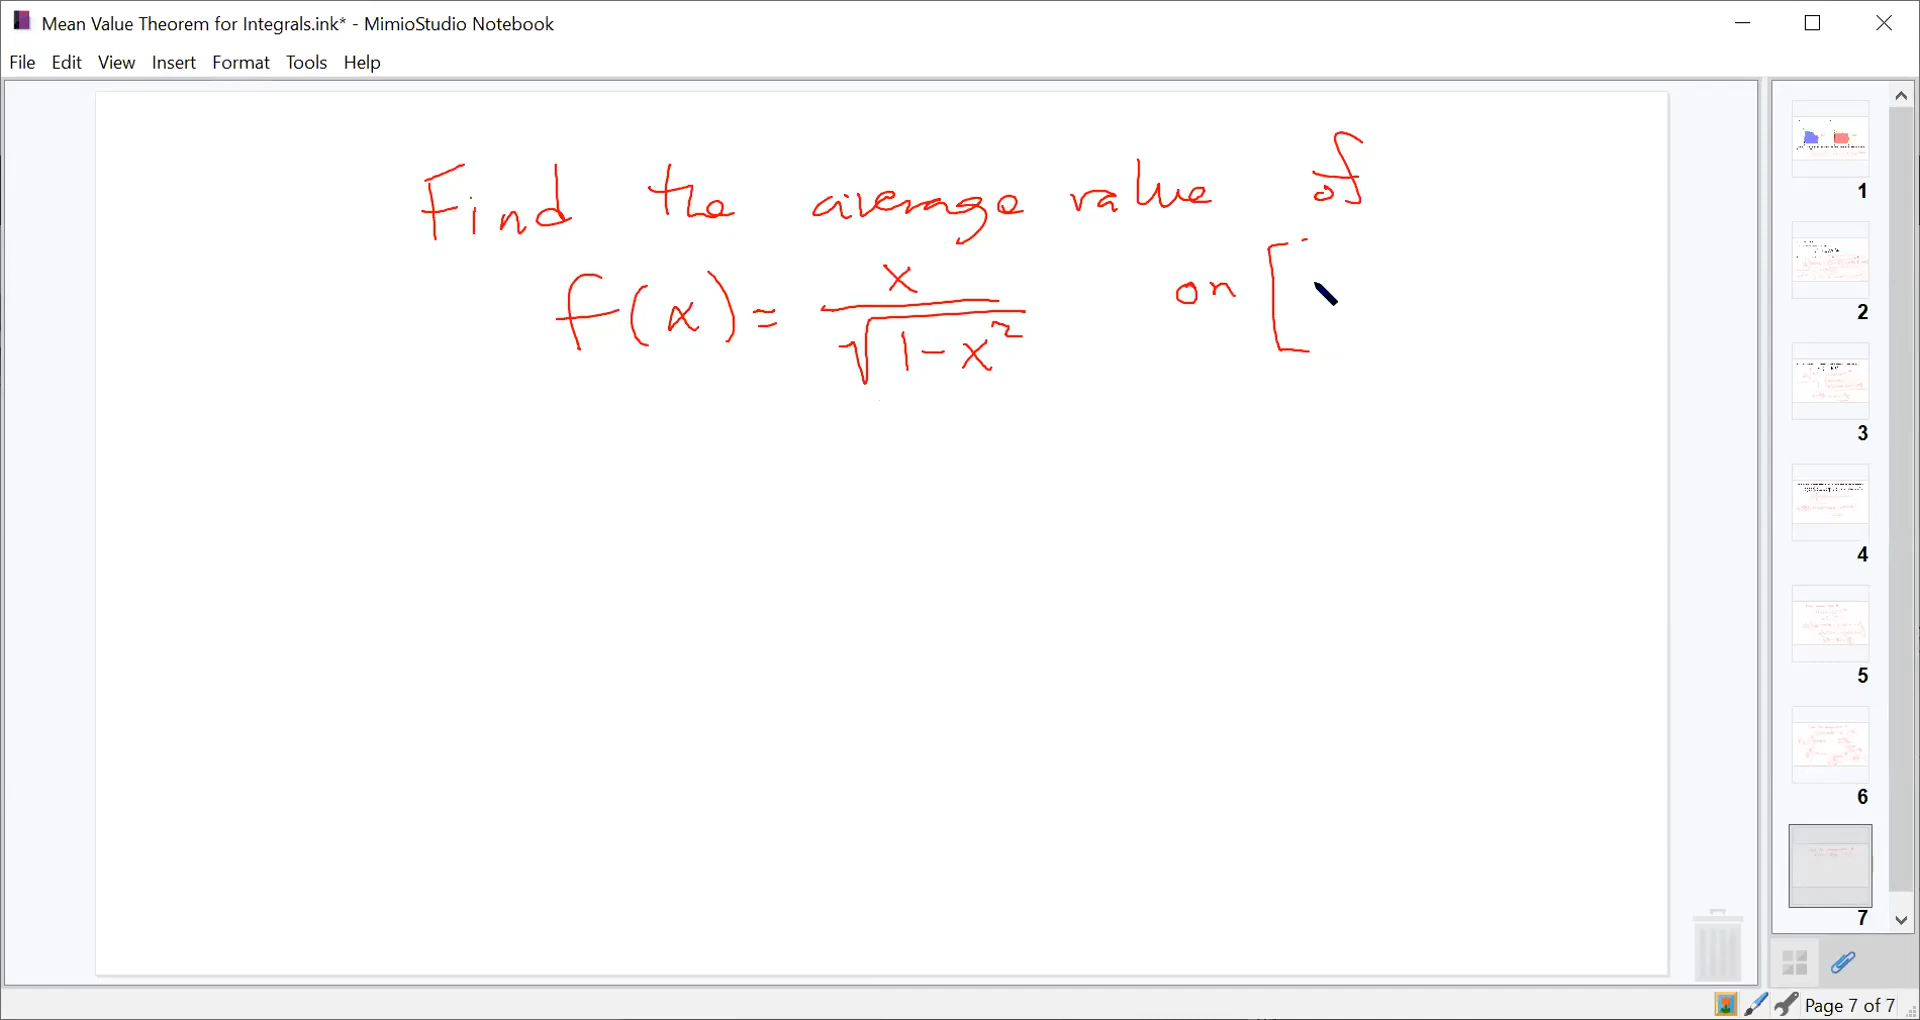 Mean Value Theorem for Integrals.ink* - MimioStudio Notebook
File Edit View Insert Format Tools Help
Find the average value of
f(x) = x / √(1 - x²) on [
1
2
3
4
5
6
7
Page 7 of 7